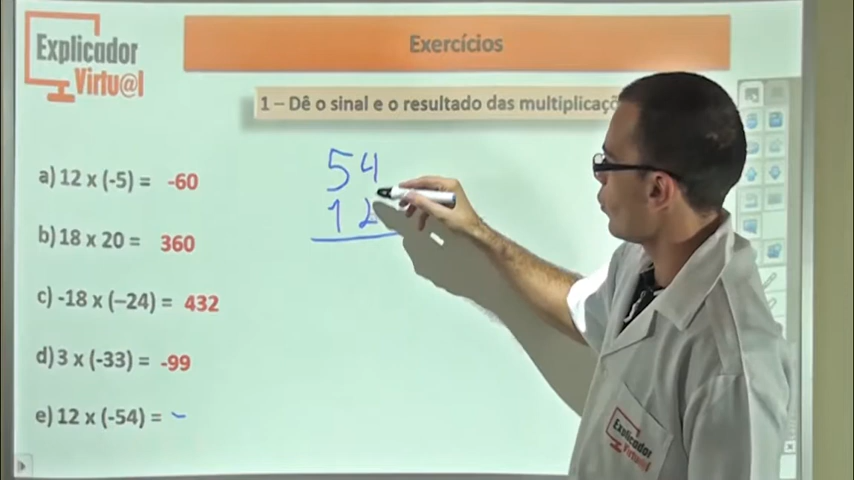 Explicador
Virtu@l
Exercícios
1 – Dê o sinal e o resultado das multiplicaçõ
a) 12 x (-5) = -60
b) 18 x 20 = 360
c) -18 x (–24) = 432
d) 3 x (-33) = -99
e) 12 x (-54) = -
54
12
Explicador
Virtu@l